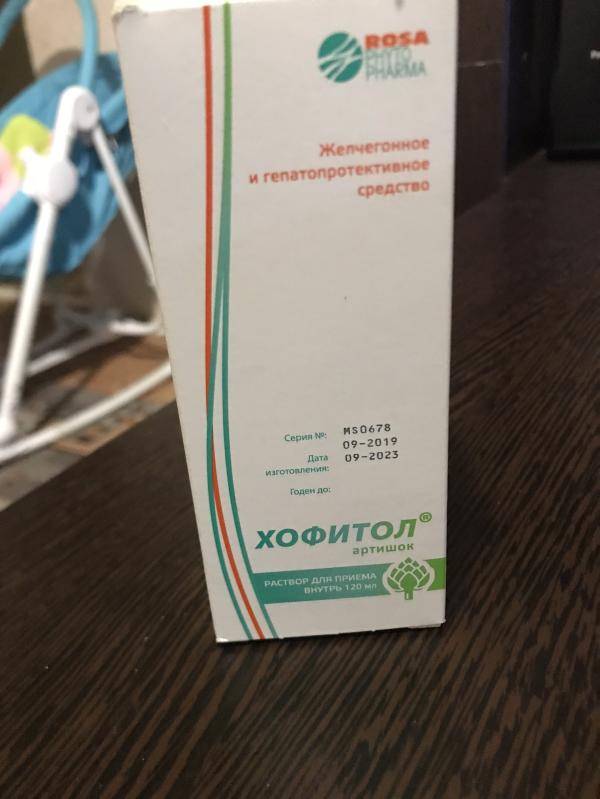 ROSA
PHYTO
PHARMA
Желчегонное
и гепатопротективное
средство
Серия №: MS0678
09-2019
Дата 09-2023
изготовления:
Годен до:
ХОФИТОЛ®
артишок
РАСТВОР ДЛЯ ПРИЕМА
ВНУТРЬ 120 мл